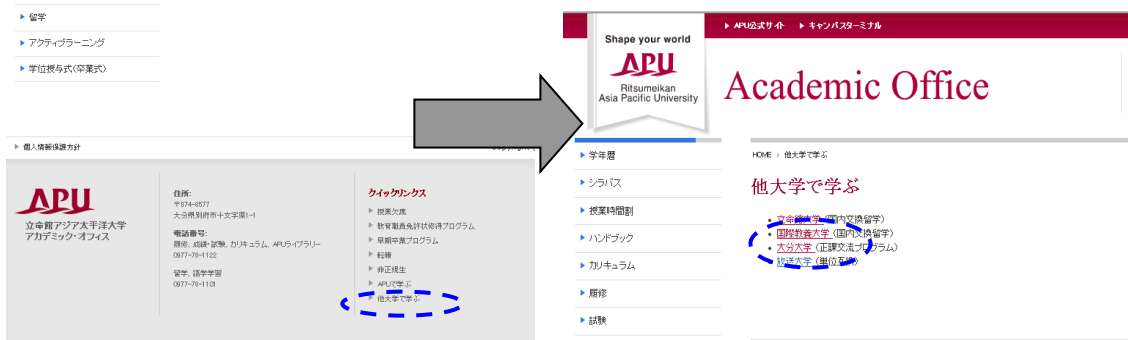 留学
アクティブラーニング
学位授与式(卒業式)
個人情報保護方針
APU
立命館アジア太平洋大学
アカデミック・オフィス
住所:
〒874-8577
大分県別府市十文字原1-1
電話番号:
履修、成績・試験、カリキュラム、APUライブラリー
0977-78-1122
留学、語学学習
0977-78-1101
クイックリンクス
授業欠席
教育職員免許状修得プログラム
早期卒業プログラム
転籍
非正規生
APUで学ぶ
他大学で学ぶ
APU公式サイト キャンパスターミナル
Shape your world
APU
Ritsumeikan
Asia Pacific University
Academic Office
学年暦
シラバス
授業時間割
ハンドブック
カリキュラム
履修
試験
HOME > 他大学で学ぶ
他大学で学ぶ
立命館大学 (国内交換留学)
国際教養大学 (国内交換留学)
大分大学 (正課交流プログラム)
放送大学 (単位互換)